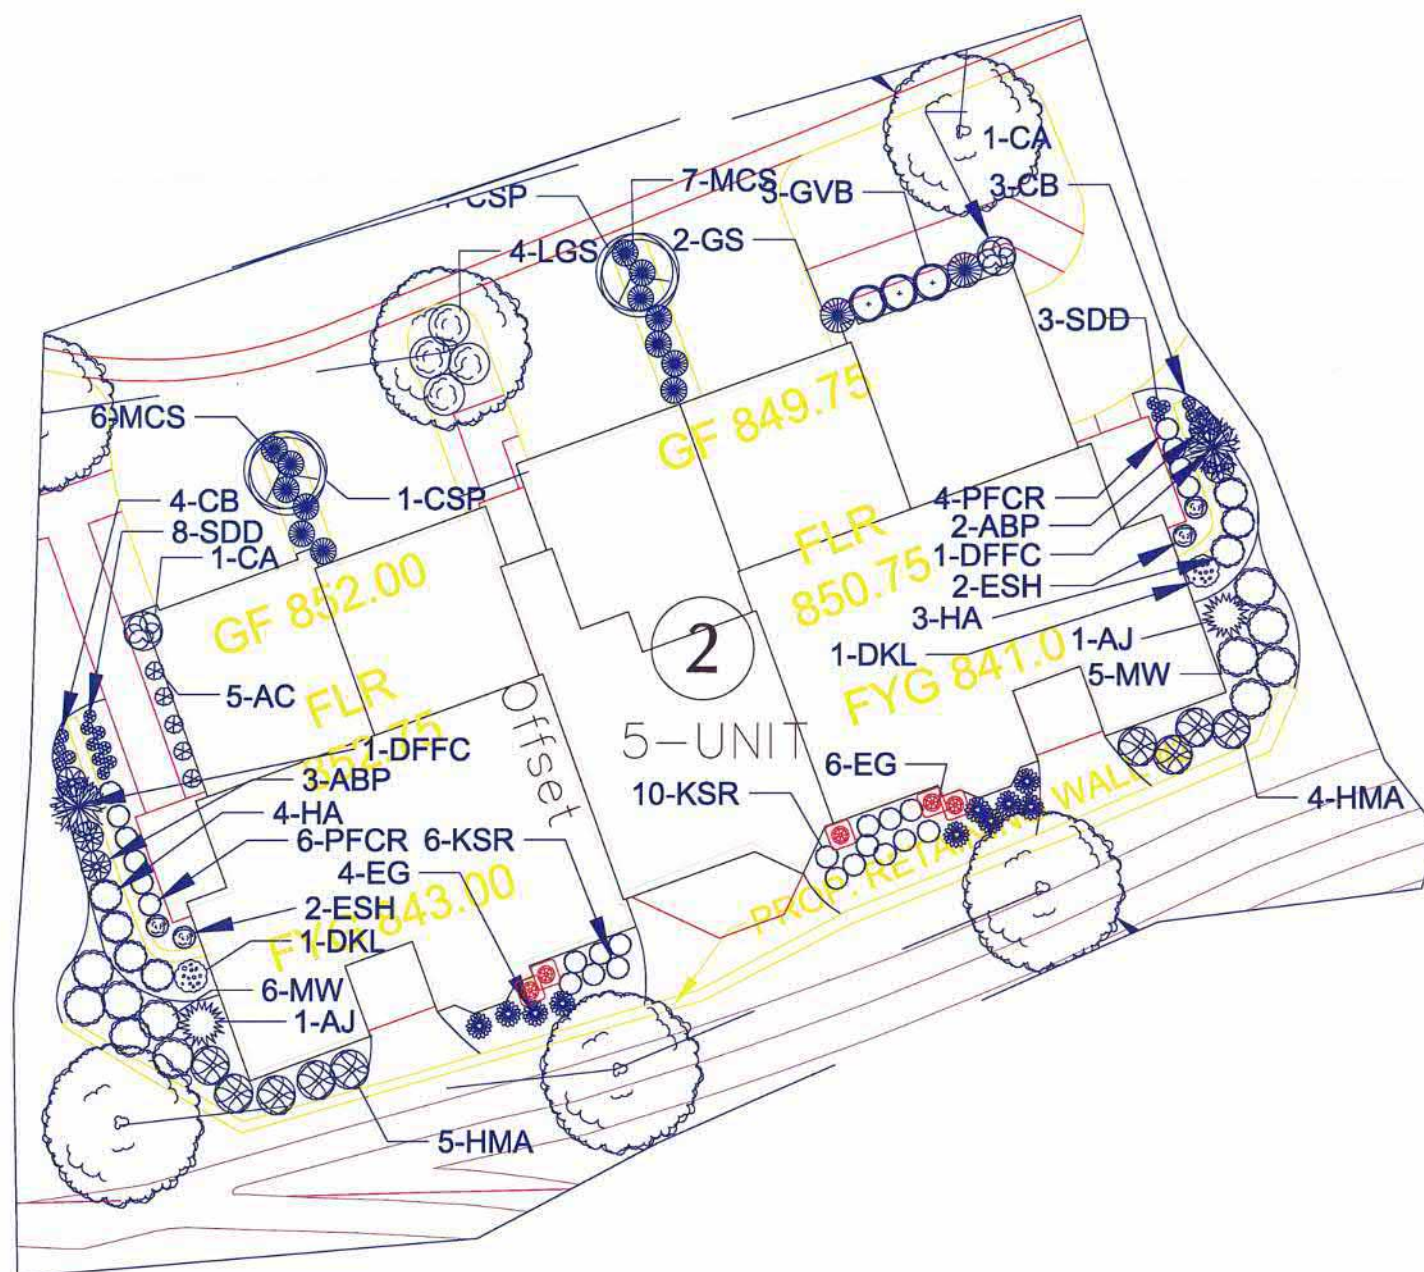 1-CA
7-MCS
3-GVB
3-CB
CSP
2-GS
4-LGS
3-SDD
GF 849.75
6-MCS
1-CSP
4-CB
8-SDD
1-CA
4-PFCR
2-ABP
1-DFFC
2-ESH
3-HA
1-DKL
1-AJ
5-MW
FLR
850.75
GF 852.00
FLR
852.75
5-AC
2
5-UNIT
Offset
FYG 841.0
1-DFFC
3-ABP
4-HA
6-PFCR
6-KSR
4-EG
2-ESH
1-DKL
6-MW
1-AJ
FYG 843.00
6-EG
10-KSR
4-HMA
PROP. RETAINING WALL
5-HMA